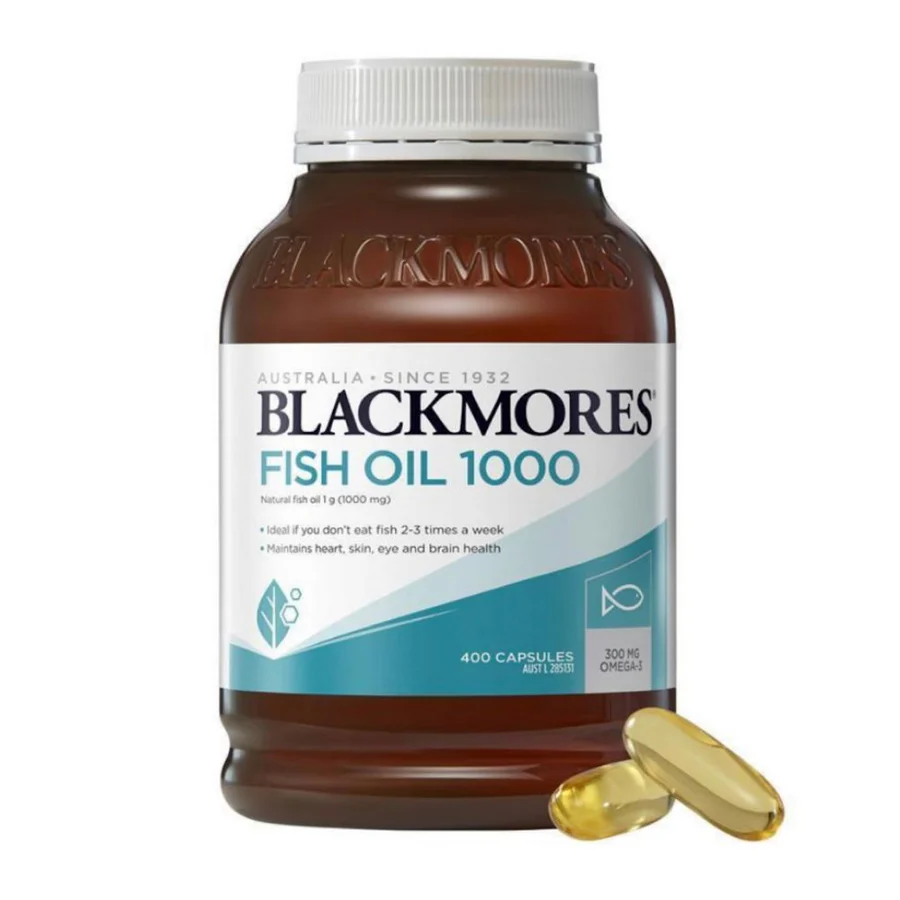 BLACKMORES
AUSTRALIA • SINCE 1932
BLACKMORES®
FISH OIL 1000
Natural fish oil 1 g (1000 mg)
• Ideal if you don't eat fish 2-3 times a week
• Maintains heart, skin, eye and brain health
400 CAPSULES
AUST L 285131
300 MG
OMEGA-3